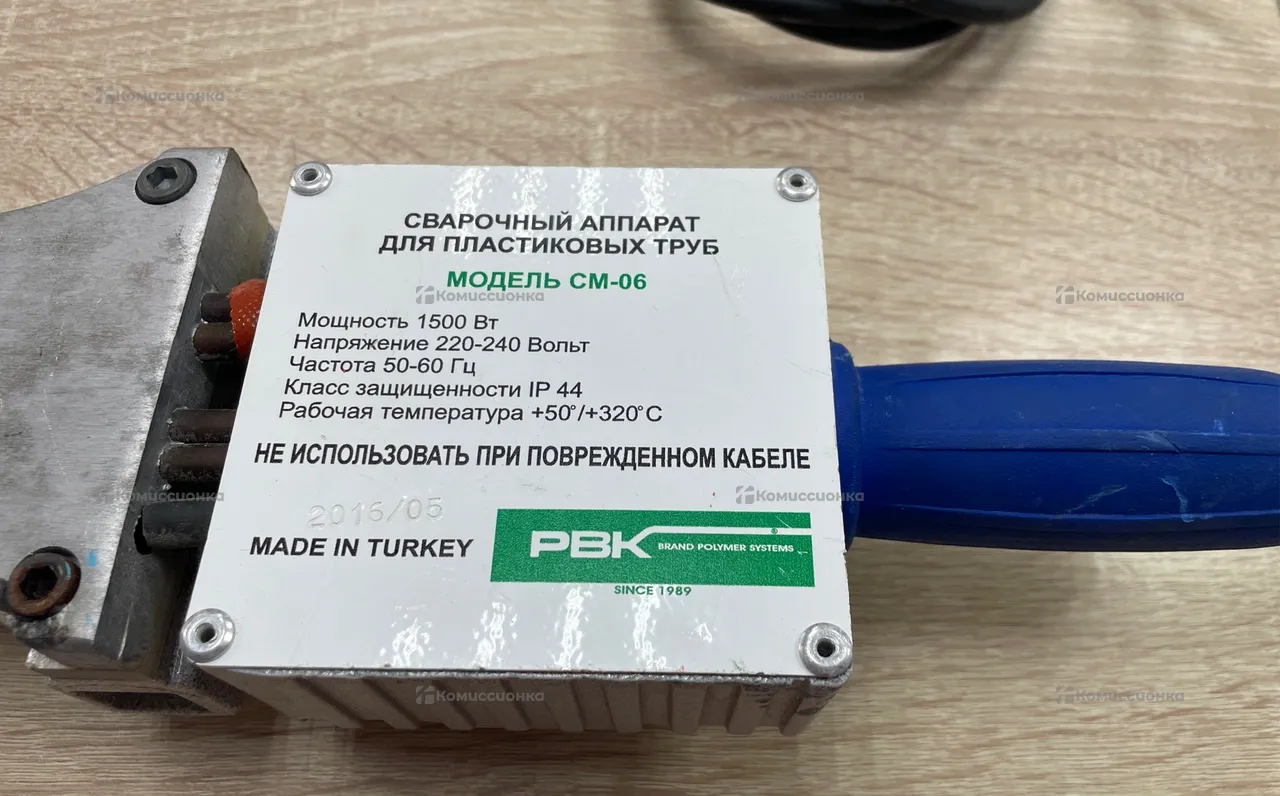 СВАРОЧНЫЙ АППАРАТ
ДЛЯ ПЛАСТИКОВЫХ ТРУБ
МОДЕЛЬ СМ-06
Мощность 1500 Вт
Напряжение 220-240 Вольт
Частота 50-60 Гц
Класс защищенности IP 44
Рабочая температура +50°/+320°С
НЕ ИСПОЛЬЗОВАТЬ ПРИ ПОВРЕЖДЕННОМ КАБЕЛЕ
2016/05
MADE IN TURKEY
PBK® BRAND POLYMER SYSTEMS
SINCE 1989
Комиссионка
Комиссионка
Комиссионка
Комиссионка
Комиссионка
Комиссионка
Комиссионка
Комиссионка